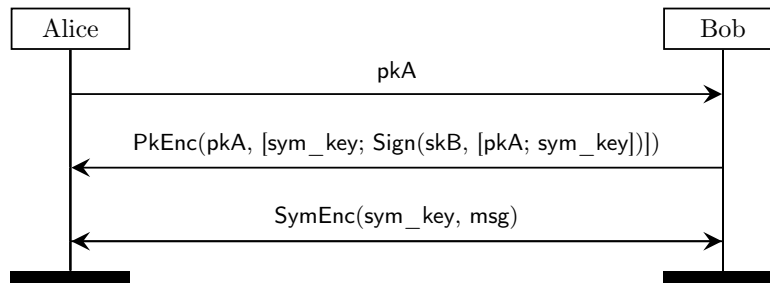 Alice
Bob
pkA
PkEnc(pkA, [sym_key; Sign(skB, [pkA; sym_key])])
SymEnc(sym_key, msg)